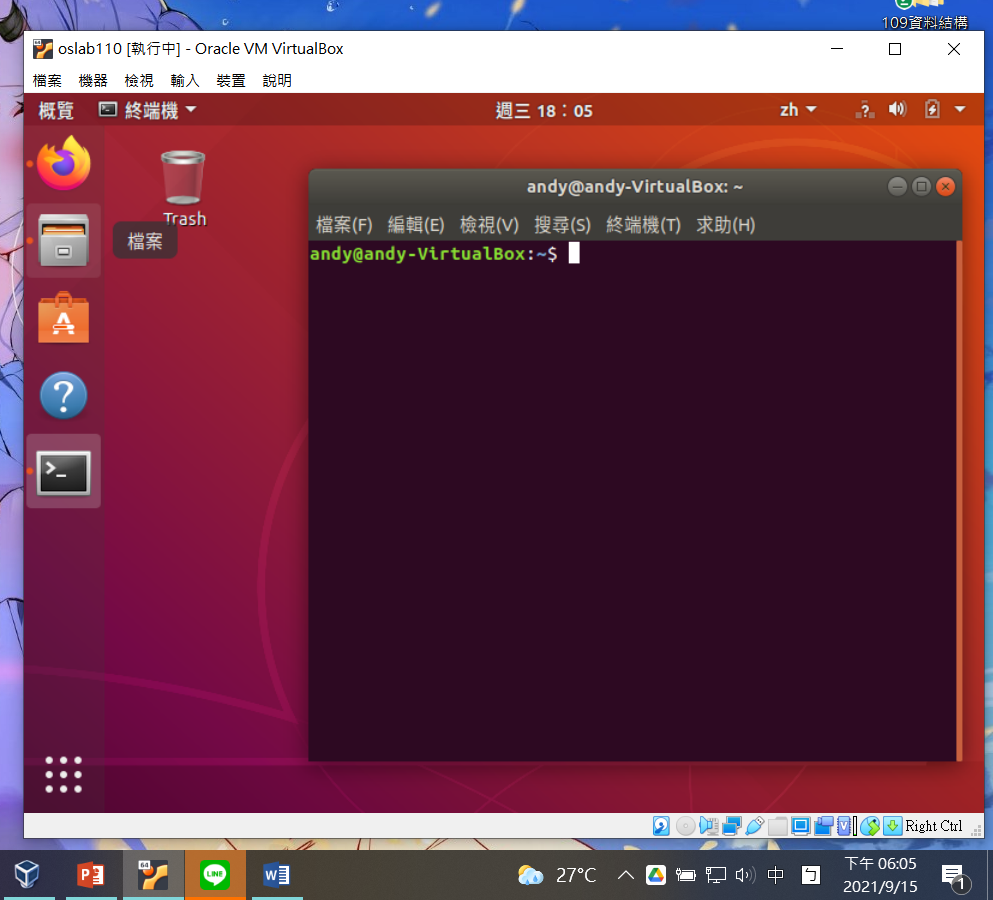 109資料結構
oslab110 [執行中] - Oracle VM VirtualBox
檔案 機器 檢視 輸入 裝置 說明
概覽 終端機 週三 18：05 zh ?
Trash
檔案
andy@andy-VirtualBox: ~
檔案(F) 編輯(E) 檢視(V) 搜尋(S) 終端機(T) 求助(H)
andy@andy-VirtualBox:~$
Right Ctrl
64
LINE
27°C
中
ㄅ
下午 06:05
2021/9/15
1